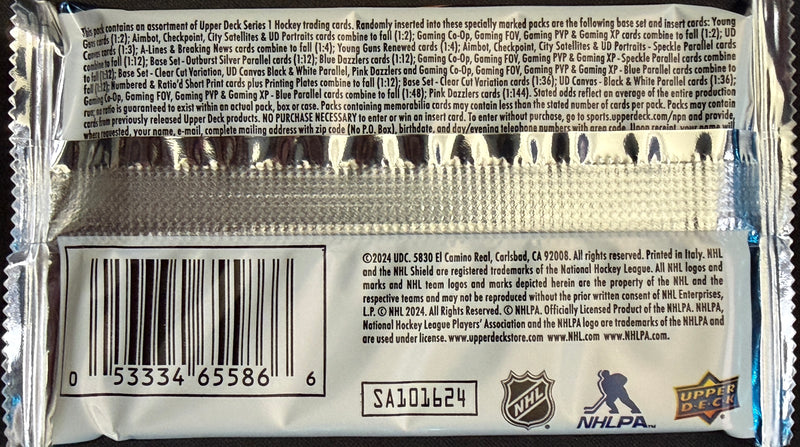 This pack contains an assortment of Upper Deck Series 1 Hockey trading cards. Randomly inserted into these specially marked packs are the following base set and insert cards: Young
Guns cards (1:2); Aimbot, Checkpoint, City Satellites & UD Portraits cards combine to fall (1:2); Gaming Co-Op, Gaming FOV, Gaming PVP & Gaming XP cards combine to fall (1:2); UD
Canvas cards (1:3); A-Lines & Breaking News cards combine to fall (1:4); Young Guns Renewed cards (1:4); Aimbot, Checkpoint, City Satellites & UD Portraits - Speckle Parallel cards
combine to fall (1:12); Base Set - Outburst Silver Parallel cards (1:12); Blue Dazzlers cards (1:12); Gaming Co-Op, Gaming FOV, Gaming PVP & Gaming XP -Speckle Parallel cards combine
to fall (1:12); Base Set - Clear Cut Variation, UD Canvas Black & White Parallel, Pink Dazzlers and Gaming Co-Op, Gaming FOV, Gaming PVP & Gaming XP - Blue Parallel cards combine to
fall (1:12); Numbered & Ratio'd Short Print cards plus Printing Plates combine to fall (1:12); Base Set - Clear Cut Variation cards (1:36); UD Canvas - Black & White Parallel cards (1:36);
Gaming Co-Op, Gaming FOV, Gaming PVP & Gaming XP - Blue Parallel cards combine to fall (1:48); Pink Dazzlers cards (1:144). Stated odds reflect an average of the entire production
run; no ratio is guaranteed to exist within an actual pack, box or case. Packs containing memorabilia cards may contain less than the stated number of cards per pack. Packs may contain
cards from previously released Upper Deck products. NO PURCHASE NECESSARY to enter or win an insert card. To enter without purchase, go to sports.upperdeck.com/npn and provide,
where requested, your name, e-mail, complete mailing address with zip code (No P.O. Box), birthdate, and day/evening telephone numbers with area code. Upon receipt, your name will
©2024 UDC. 5830 El Camino Real, Carlsbad, CA 92008. All rights reserved. Printed in Italy. NHL
and the NHL Shield are registered trademarks of the National Hockey League. All NHL logos and
marks and NHL team logos and marks depicted herein are the property of the NHL and the
respective teams and may not be reproduced without the prior written consent of NHL Enterprises,
L.P. © NHL 2024. All Rights Reserved. © NHLPA. Officially Licensed Product of the NHLPA. NHLPA,
National Hockey League Players' Association and the NHLPA logo are trademarks of the NHLPA and
are used under license. www.upperdeckstore.com www.NHL.com www.NHLPA.com.
0 53334 65586 6
SA101624
NHL
NHLPA™
UPPER
DECK